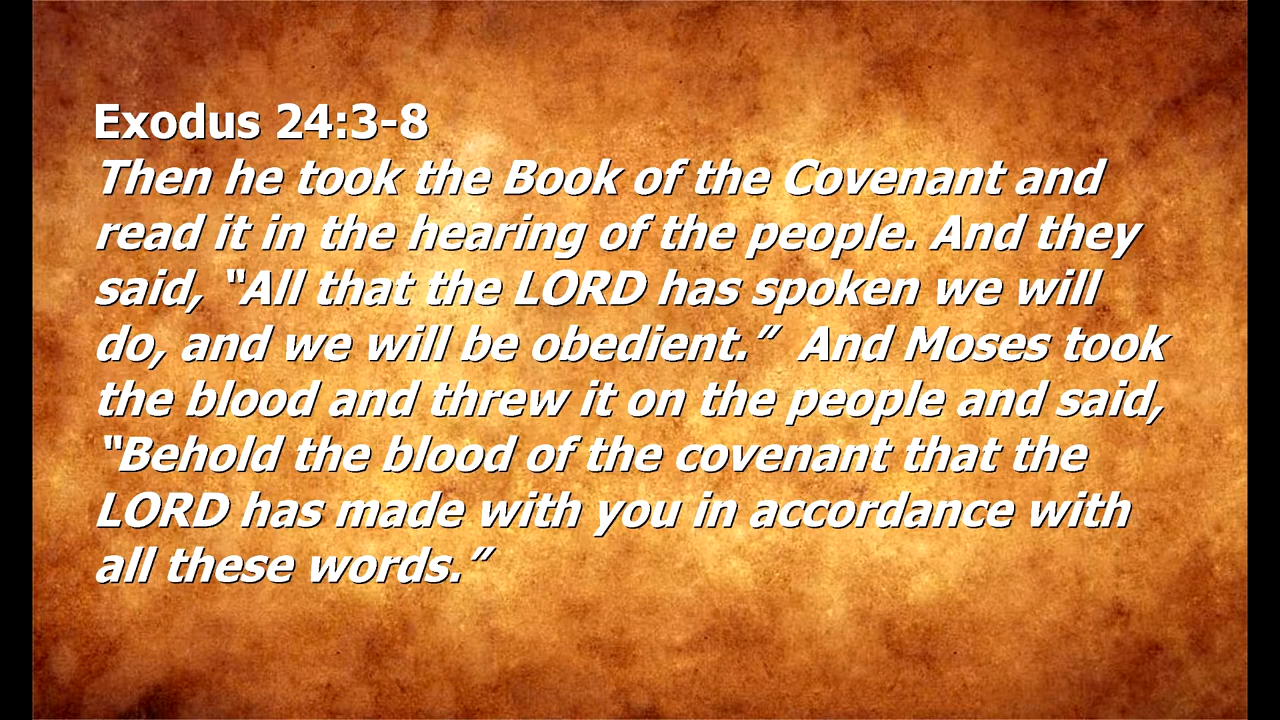 Exodus 24:3-8
Then he took the Book of the Covenant and
read it in the hearing of the people. And they
said, “All that the LORD has spoken we will
do, and we will be obedient.”  And Moses took
the blood and threw it on the people and said,
“Behold the blood of the covenant that the
LORD has made with you in accordance with
all these words.”